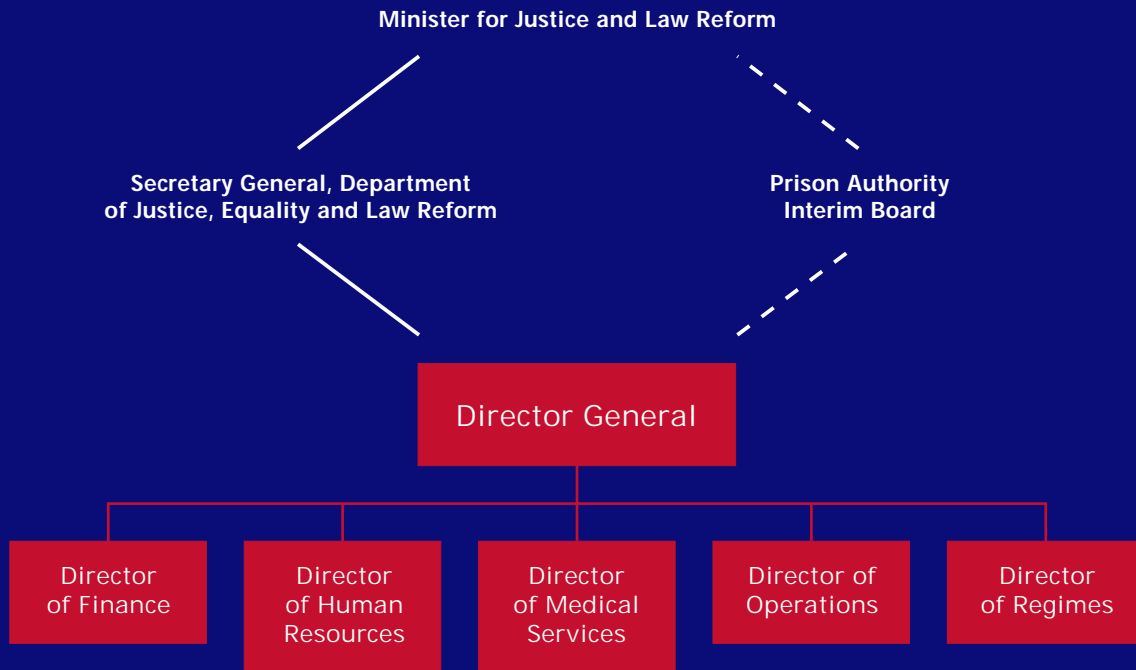 Minister for Justice and Law Reform
Secretary General, Department
of Justice, Equality and Law Reform
Prison Authority
Interim Board
Director General
Director
of Finance
Director
of Human
Resources
Director
of Medical
Services
Director of
Operations
Director
of Regimes